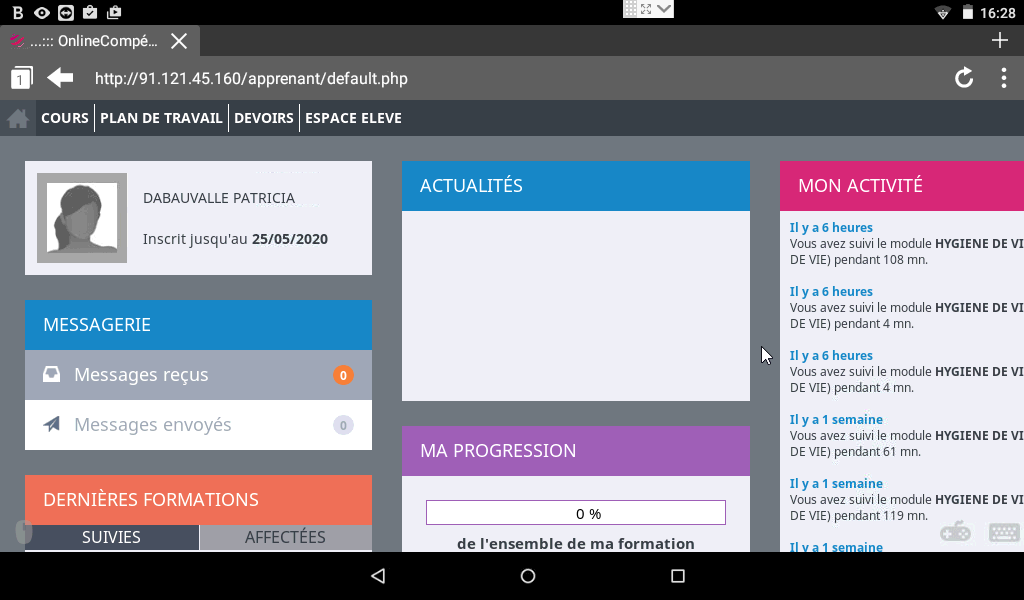 16:28
...::: OnlineCompé...
1
http://91.121.45.160/apprenant/default.php
COURS
PLAN DE TRAVAIL
DEVOIRS
ESPACE ELEVE
DABAUVALLE PATRICIA
Inscrit jusqu'au 25/05/2020
MESSAGERIE
Messages reçus 0
Messages envoyés 0
DERNIÈRES FORMATIONS
SUIVIES
AFFECTÉES
ACTUALITÉS
MA PROGRESSION
0 %
de l'ensemble de ma formation
MON ACTIVITÉ
Il y a 6 heures
Vous avez suivi le module HYGIENE DE VI
DE VIE) pendant 108 mn.
Il y a 6 heures
Vous avez suivi le module HYGIENE DE VI
DE VIE) pendant 4 mn.
Il y a 6 heures
Vous avez suivi le module HYGIENE DE VI
DE VIE) pendant 4 mn.
Il y a 1 semaine
Vous avez suivi le module HYGIENE DE VI
DE VIE) pendant 61 mn.
Il y a 1 semaine
Vous avez suivi le module HYGIENE DE VI
DE VIE) pendant 119 mn.
Il y a 1 semaine